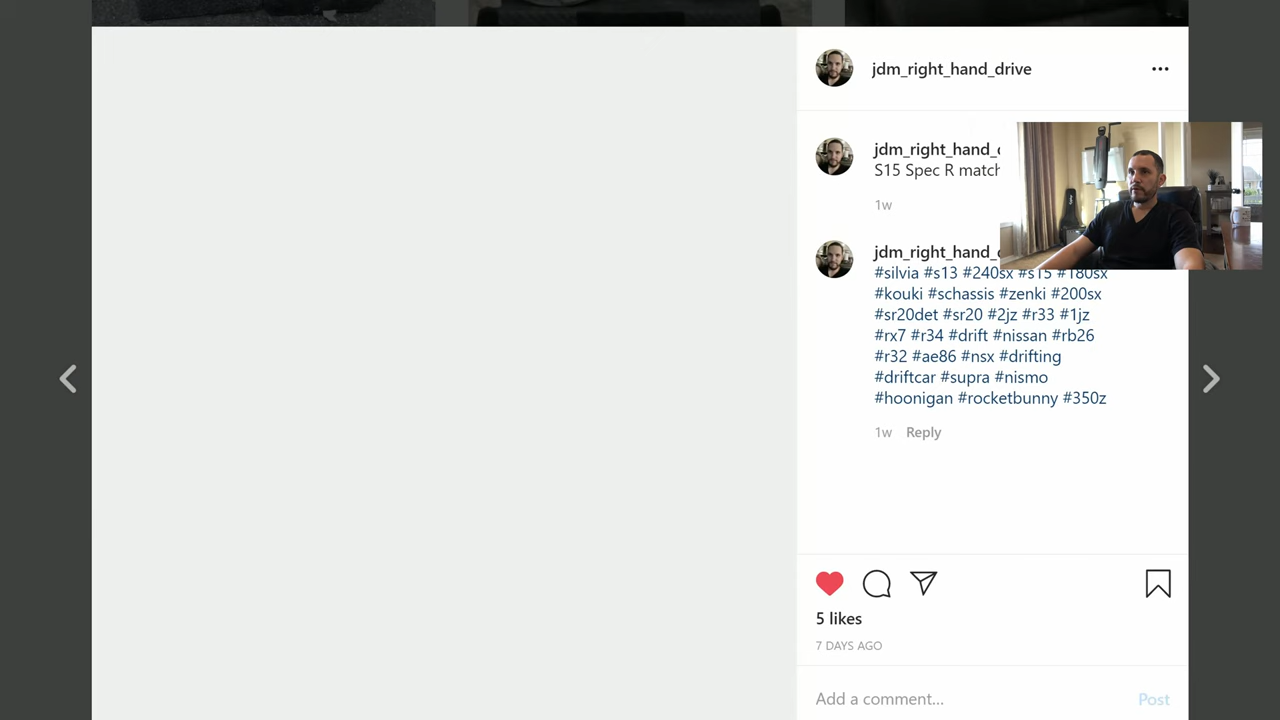 jdm_right_hand_drive
jdm_right_hand_
S15 Spec R match
1w
jdm_right_hand_
#silvia #s13 #240sx #s15 #180sx
#kouki #schassis #zenki #200sx
#sr20det #sr20 #2jz #r33 #1jz
#rx7 #r34 #drift #nissan #rb26
#r32 #ae86 #nsx #drifting
#driftcar #supra #nismo
#hoonigan #rocketbunny #350z
1w Reply
5 likes
7 DAYS AGO
Add a comment... Post